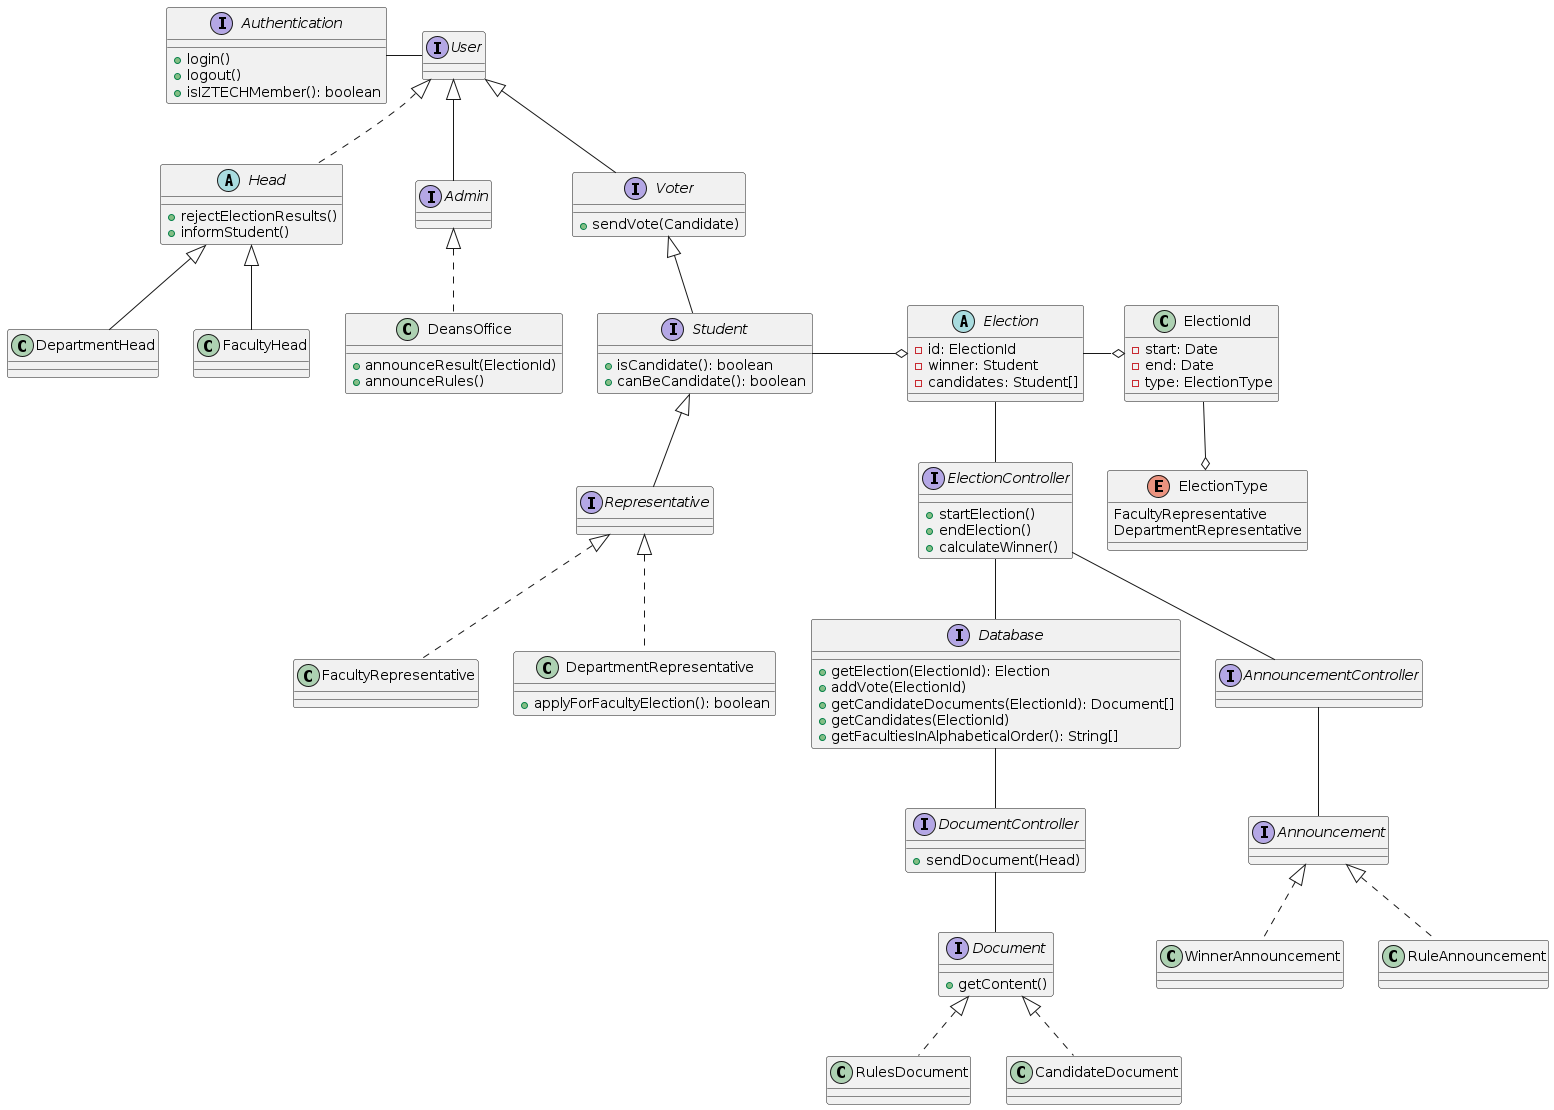 I Authentication
login()
logout()
isIZTECHMember(): boolean
I User
A Head
rejectElectionResults()
informStudent()
I Admin
I Voter
sendVote(Candidate)
C DepartmentHead
C FacultyHead
C DeansOffice
announceResult(ElectionId)
announceRules()
I Student
isCandidate(): boolean
canBeCandidate(): boolean
A Election
id: ElectionId
winner: Student
candidates: Student[]
C ElectionId
start: Date
end: Date
type: ElectionType
I Representative
I ElectionController
startElection()
endElection()
calculateWinner()
E ElectionType
FacultyRepresentative
DepartmentRepresentative
C FacultyRepresentative
C DepartmentRepresentative
applyForFacultyElection(): boolean
I Database
getElection(ElectionId): Election
addVote(ElectionId)
getCandidateDocuments(ElectionId): Document[]
getCandidates(ElectionId)
getFacultiesInAlphabeticalOrder(): String[]
I AnnouncementController
I DocumentController
sendDocument(Head)
I Announcement
I Document
getContent()
C WinnerAnnouncement
C RuleAnnouncement
C RulesDocument
C CandidateDocument